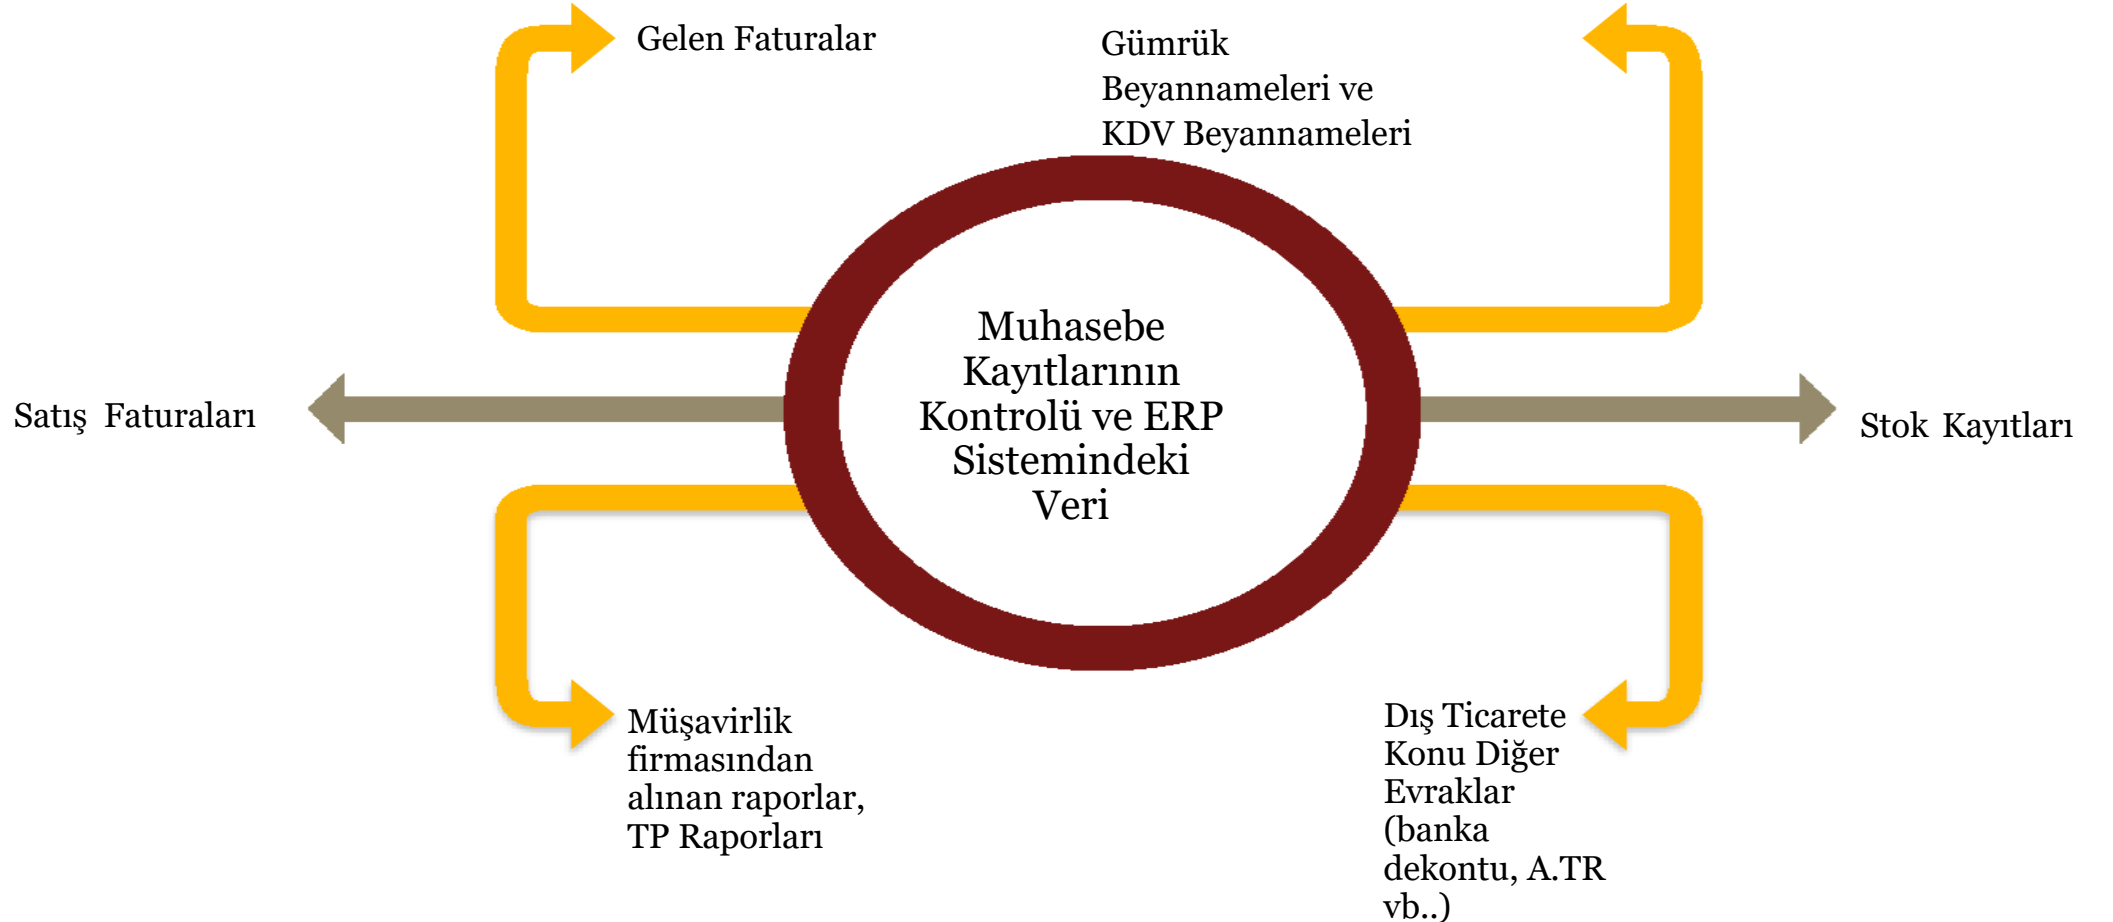 Gelen Faturalar
Gümrük
Beyannameleri ve
KDV Beyannameleri
Muhasebe
Kayıtlarının
Kontrolü ve ERP
Sistemindeki
Veri
Satış Faturaları
Stok Kayıtları
Müşavirlik
firmasından
alınan raporlar,
TP Raporları
Dış Ticarete
Konu Diğer
Evraklar
(banka
dekontu, A.TR
vb..)